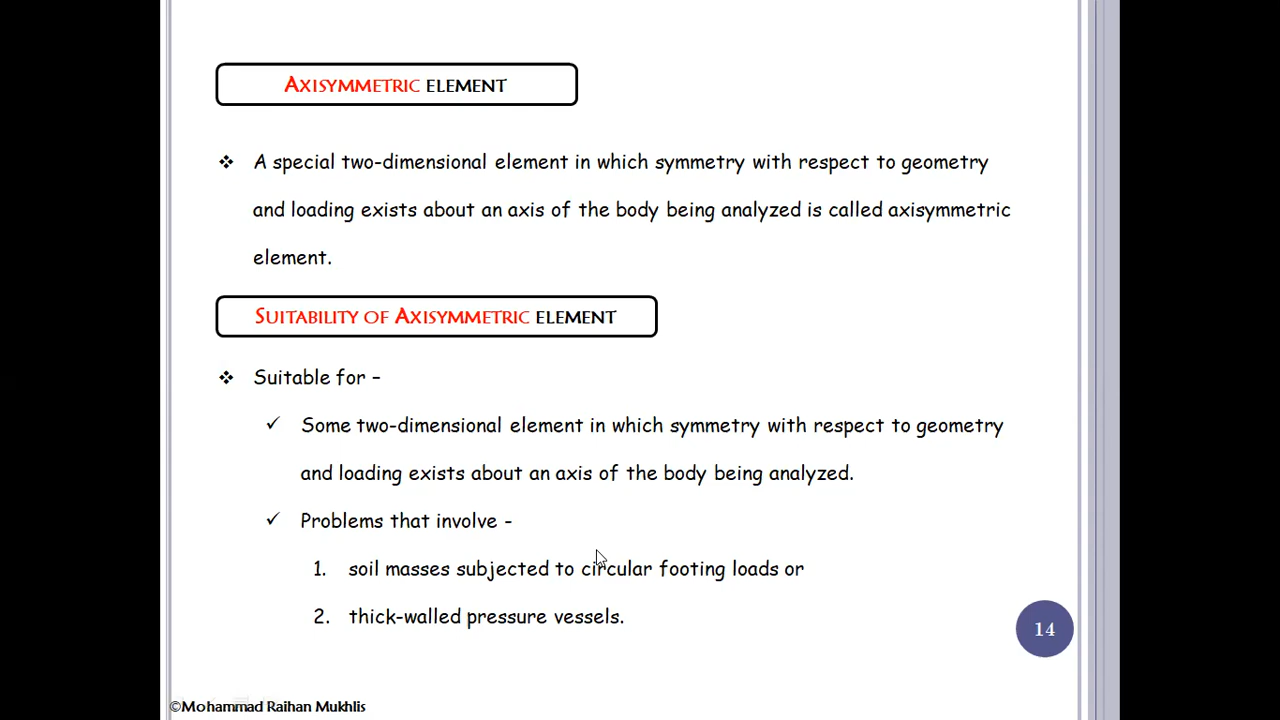 AXISYMMETRIC ELEMENT
❖ A special two-dimensional element in which symmetry with respect to geometry
and loading exists about an axis of the body being analyzed is called axisymmetric
element.
SUITABILITY OF AXISYMMETRIC ELEMENT
❖ Suitable for –
✓ Some two-dimensional element in which symmetry with respect to geometry
and loading exists about an axis of the body being analyzed.
✓ Problems that involve -
1. soil masses subjected to circular footing loads or
2. thick-walled pressure vessels.
14
©Mohammad Raihan Mukhlis